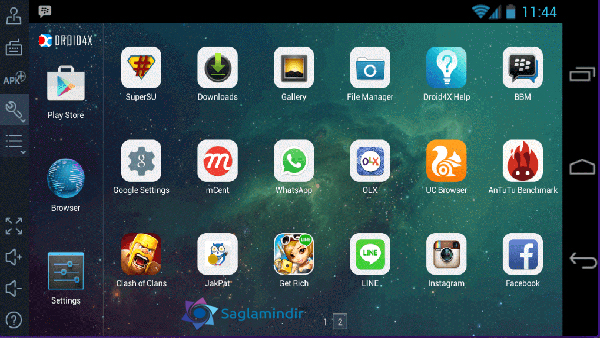 11:44
DROID4X
APK
SuperSU
Downloads
Gallery
File Manager
Droid4X Help
BBM
Play Store
Google Settings
mCent
WhatsApp
OLX
UC Browser
AnTuTu Benchmark
Browser
Clash of Clans
JakPat
Get Rich
LINE
Instagram
Facebook
Settings
Saglamindir
1 2